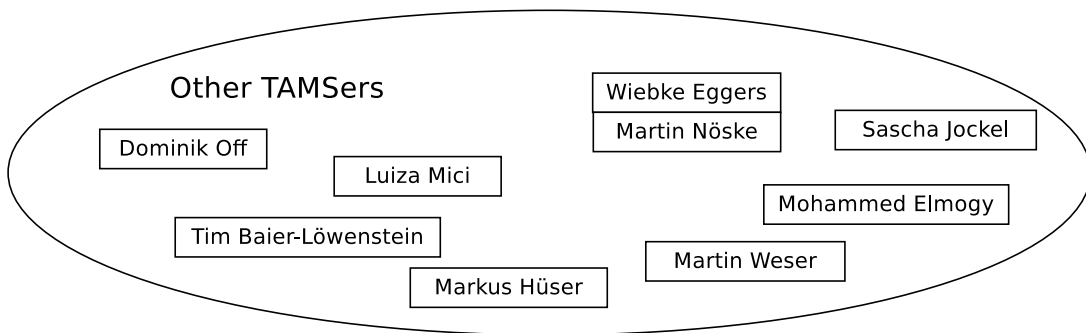 Other TAMSers
Wiebke Eggers
Martin Nöske
Sascha Jockel
Dominik Off
Luiza Mici
Mohammed Elmogy
Tim Baier-Löwenstein
Martin Weser
Markus Hüser